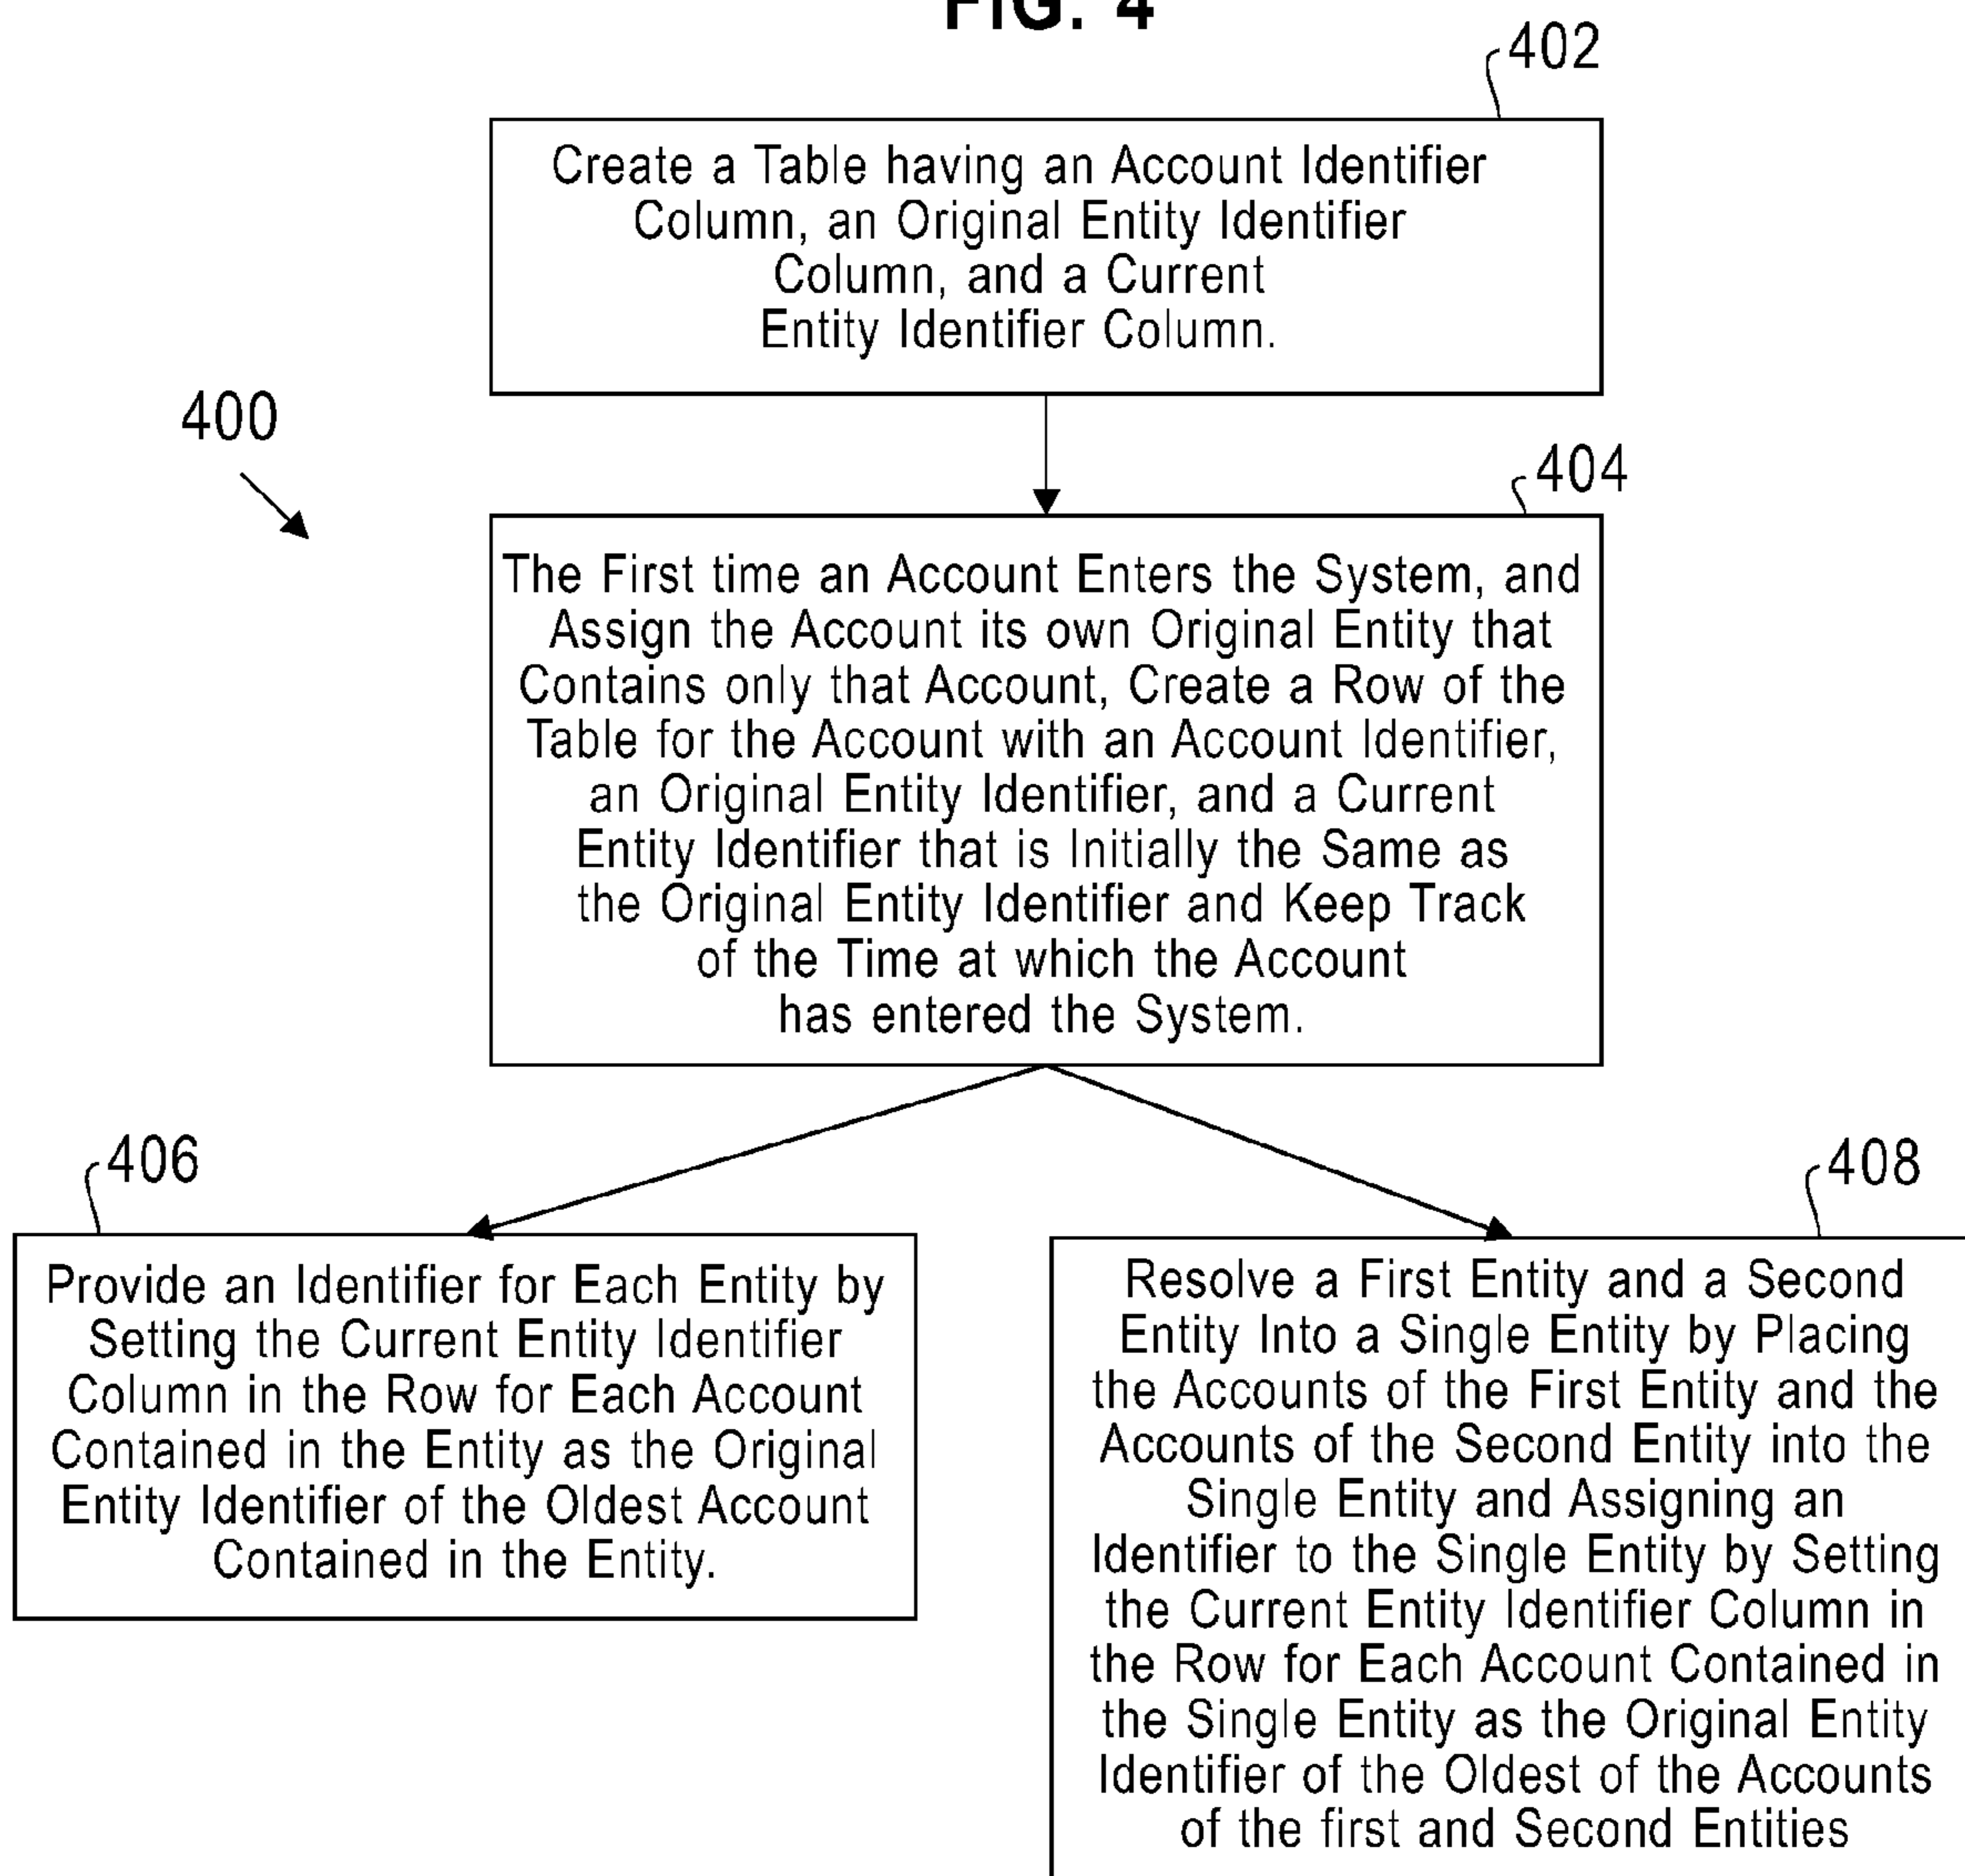 FIG. 4
402
Create a Table having an Account Identifier
Column, an Original Entity Identifier
Column, and a Current
Entity Identifier Column.
400
404
The First time an Account Enters the System, and
Assign the Account its own Original Entity that
Contains only that Account, Create a Row of the
Table for the Account with an Account Identifier,
an Original Entity Identifier, and a Current
Entity Identifier that is Initially the Same as
the Original Entity Identifier and Keep Track
of the Time at which the Account
has entered the System.
406
Provide an Identifier for Each Entity by
Setting the Current Entity Identifier
Column in the Row for Each Account
Contained in the Entity as the Original
Entity Identifier of the Oldest Account
Contained in the Entity.
408
Resolve a First Entity and a Second
Entity Into a Single Entity by Placing
the Accounts of the First Entity and the
Accounts of the Second Entity into the
Single Entity and Assigning an
Identifier to the Single Entity by Setting
the Current Entity Identifier Column in
the Row for Each Account Contained in
the Single Entity as the Original Entity
Identifier of the Oldest of the Accounts
of the first and Second Entities